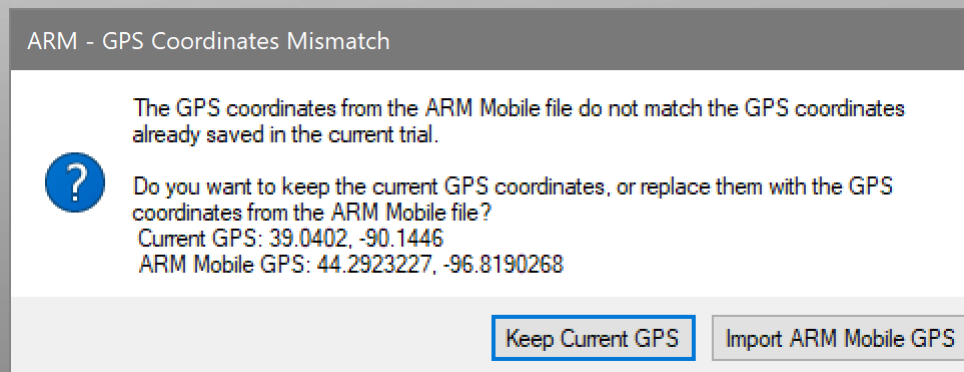 ARM - GPS Coordinates Mismatch
The GPS coordinates from the ARM Mobile file do not match the GPS coordinates
already saved in the current trial.
?
Do you want to keep the current GPS coordinates, or replace them with the GPS
coordinates from the ARM Mobile file?
Current GPS: 39.0402, -90.1446
ARM Mobile GPS: 44.2923227, -96.8190268
Keep Current GPS
Import ARM Mobile GPS